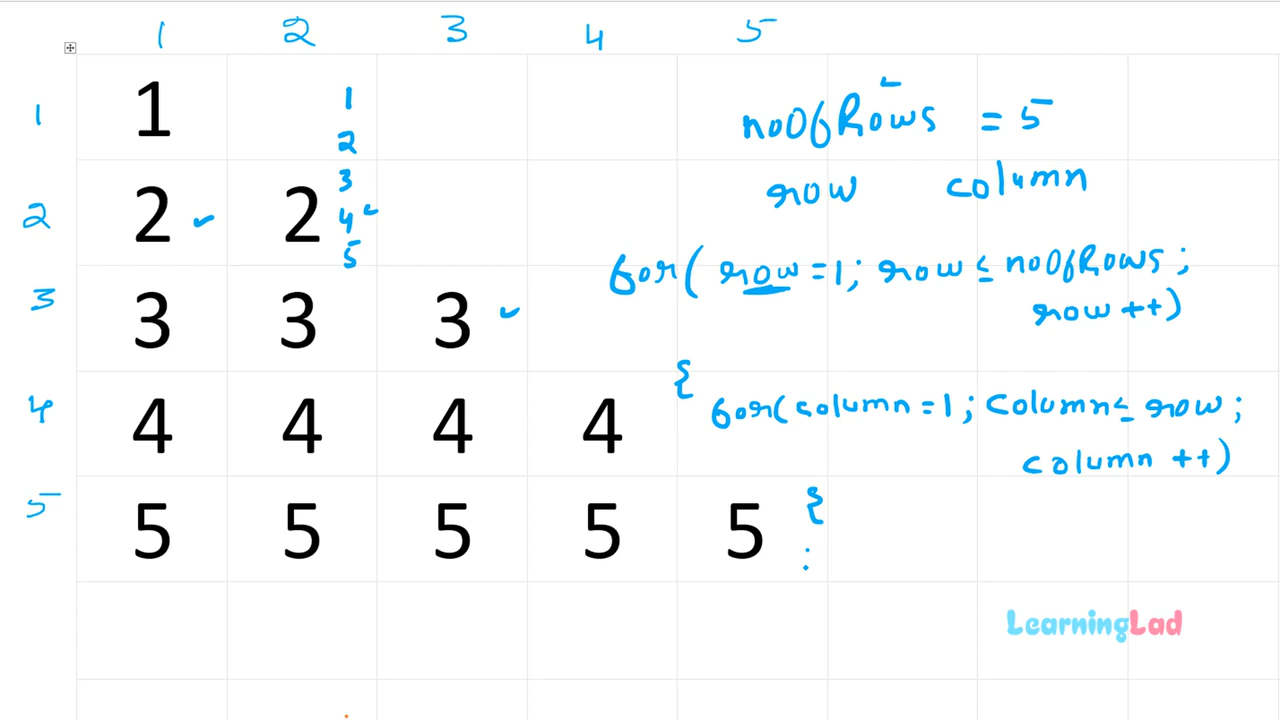 1 2 3 4 5
1 1
2 2 2
3 3 3 3
4 4 4 4 4
5 5 5 5 5 5
1
2
3
4
5
noOfRows = 5
row column
for( row =1; row ≤ noOfRows ;
row ++)
{
for(column =1; column ≤ row ;
column ++)
{
:
LearningLad